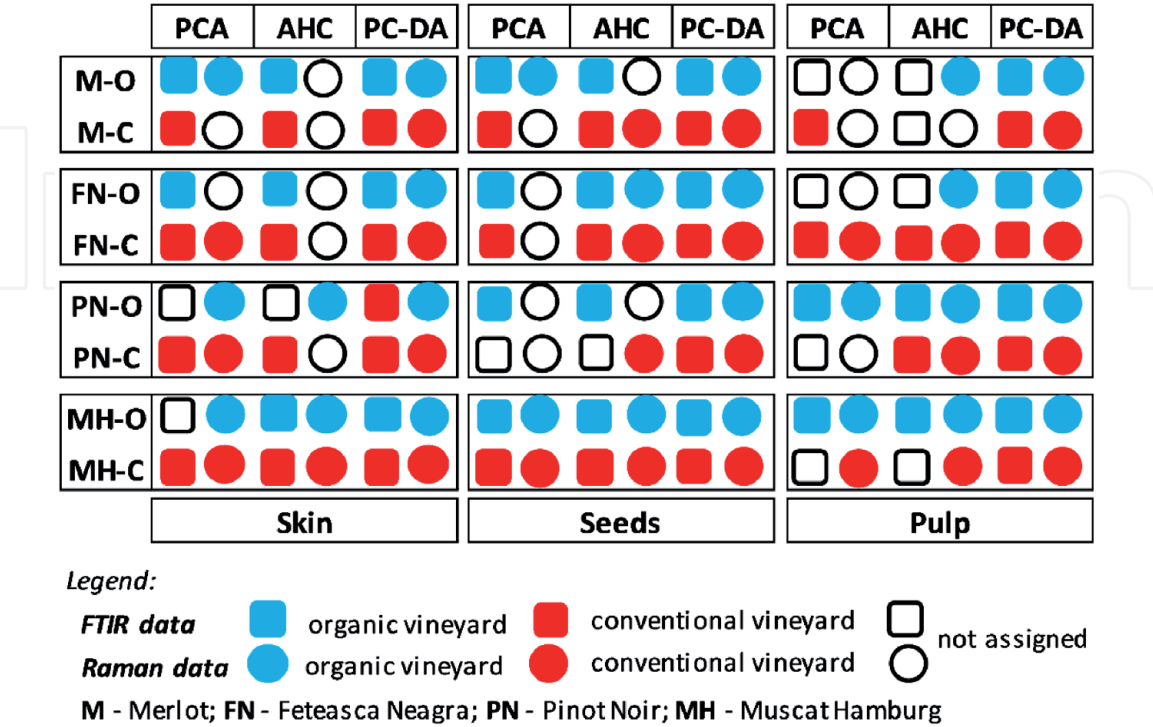 PCA AHC PC-DA PCA AHC PC-DA PCA AHC PC-DA
M-O
M-C
FN-O
FN-C
PN-O
PN-C
MH-O
MH-C
Skin Seeds Pulp
Legend:
FTIR data organic vineyard conventional vineyard
not assigned
Raman data organic vineyard conventional vineyard
M - Merlot; FN - Feteasca Neagra; PN - Pinot Noir; MH - Muscat Hamburg